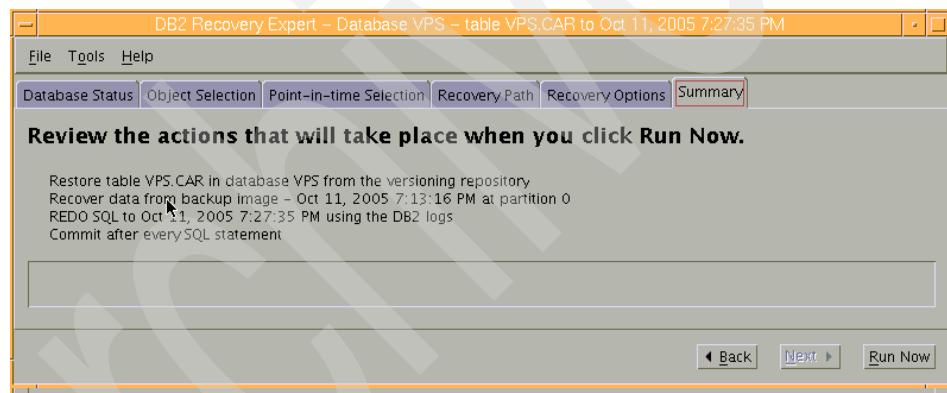 DB2 Recovery Expert – Database VPS – table VPS.CAR to Oct 11, 2005 7:27:35 PM
File Tools Help
Database Status Object Selection Point-in-time Selection Recovery Path Recovery Options Summary
Review the actions that will take place when you click Run Now.
Restore table VPS.CAR in database VPS from the versioning repository
Recover data from backup image – Oct 11, 2005 7:13:16 PM at partition 0
REDO SQL to Oct 11, 2005 7:27:35 PM using the DB2 logs
Commit after every SQL statement
Back Next Run Now